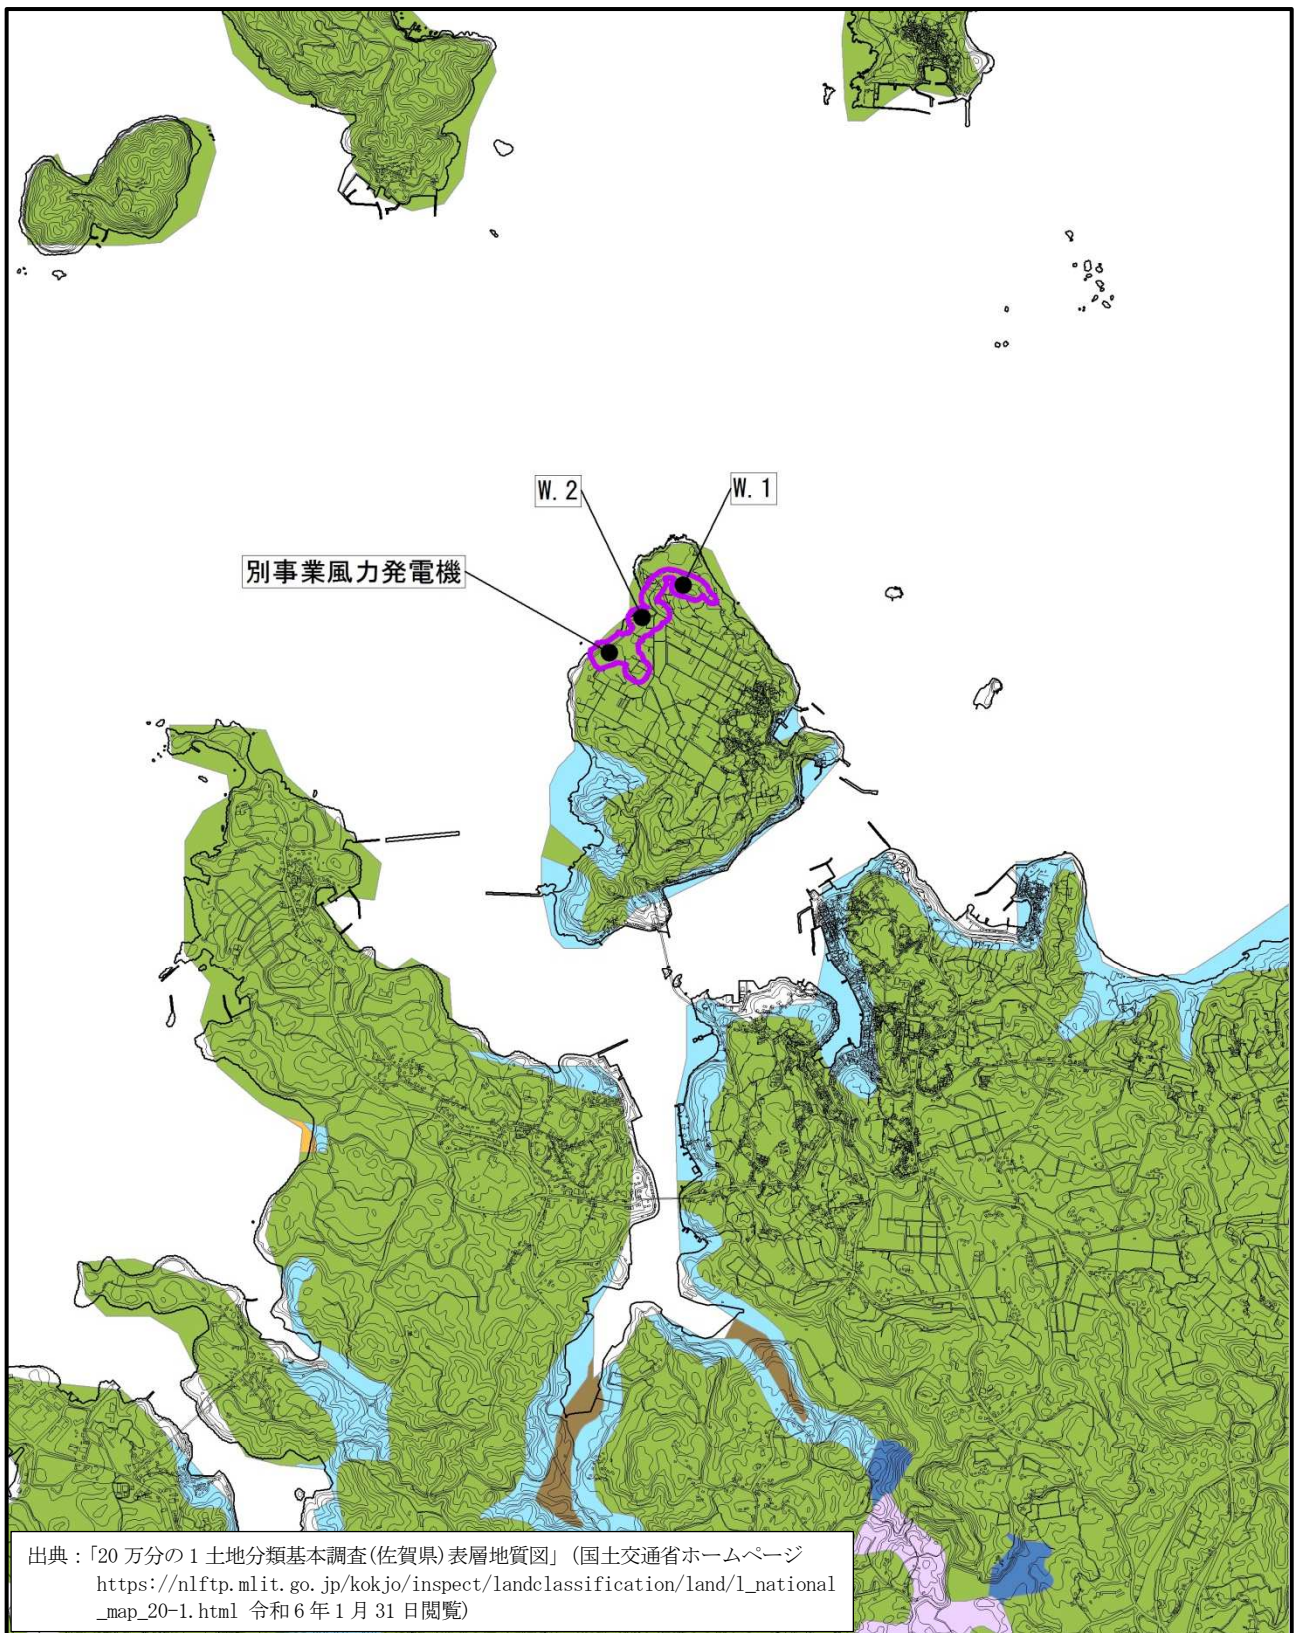 W. 2
W. 1
別事業風力発電機
出典：「20 万分の 1 土地分類基本調査(佐賀県)表層地質図」（国土交通省ホームページ
https://nlftp.mlit.go.jp/kokjo/inspect/landclassification/land/l_national
_map_20-1.html 令和 6 年 1 月 31 日閲覧）